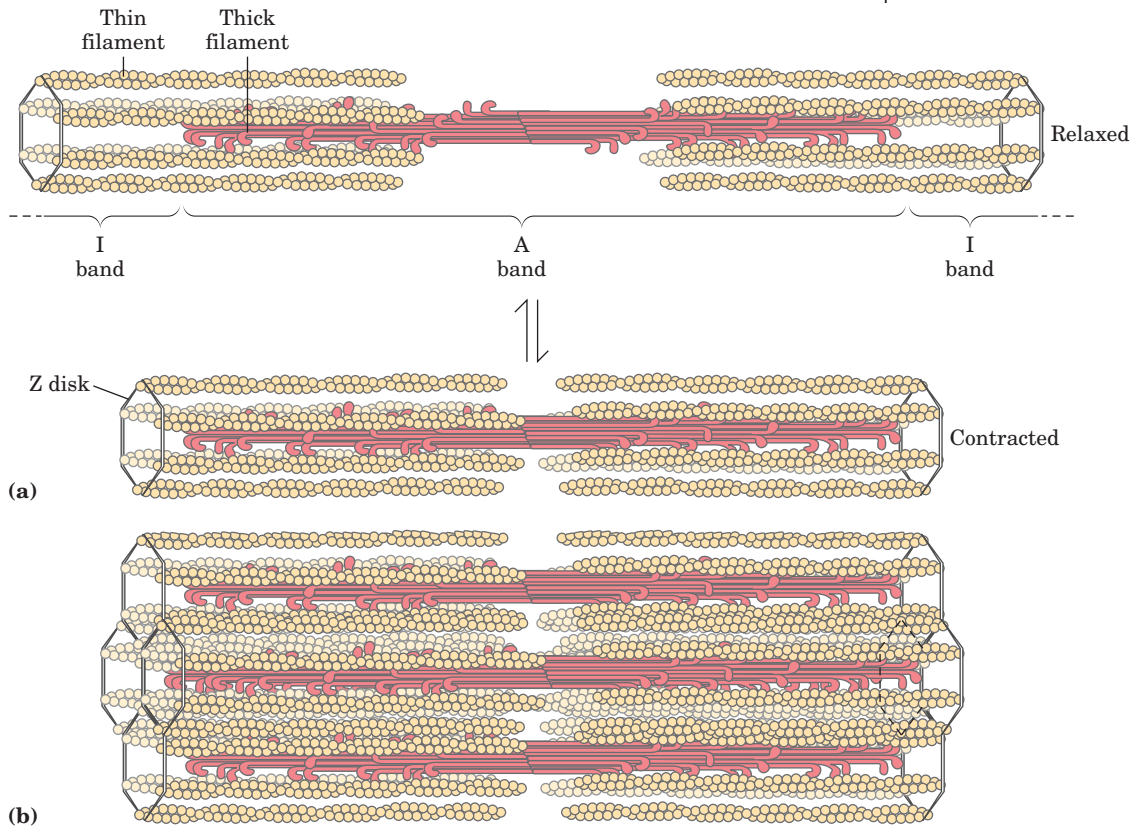 Thin
filament
Thick
filament
Relaxed
I
band
A
band
I
band
Z disk
Contracted
(a)
(b)